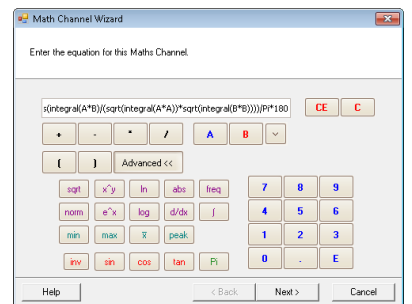 Math Channel Wizard
Enter the equation for this Maths Channel.
s(integral(A*B)/(sqrt(integral(A*A))*sqrt(integral(B*B))))/Pi*180 CE C
+ - * / A B
( ) Advanced <<
sqrt x^y ln abs freq 7 8 9
norm e^x log d/dx ∫ 4 5 6
min max x̅ peak 1 2 3
inv sin cos tan Pi 0 . E
Help < Back Next > Cancel